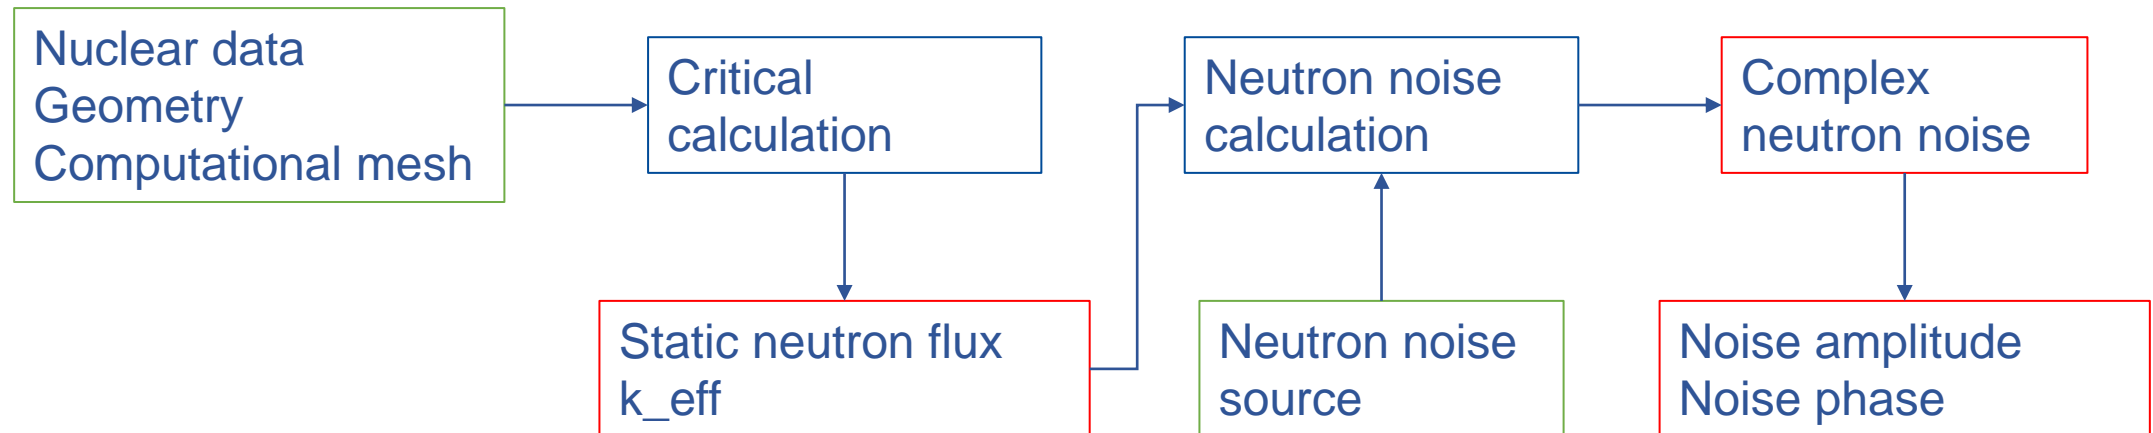 Nuclear data
Geometry
Computational mesh
Critical
calculation
Neutron noise
calculation
Complex
neutron noise
Static neutron flux
k_eff
Neutron noise
source
Noise amplitude
Noise phase